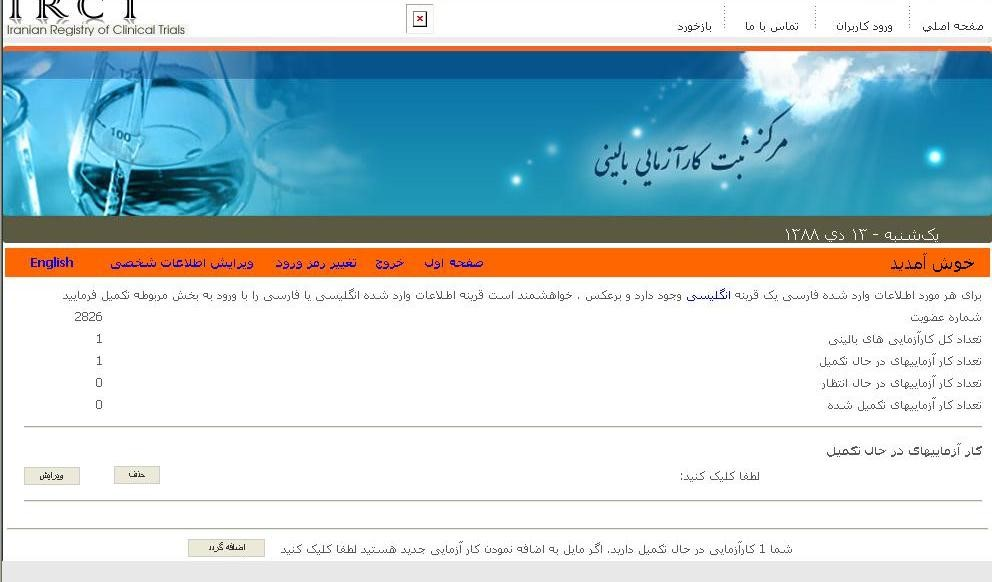 IRCT
Iranian Registry of Clinical Trials
صفحه اصلي
ورود کاربران
تماس با ما
بازخورد
100
مرکز ثبت کارآزمایی بالینی
یک‌شنبه - ۱۳ دي ۱۳۸۸
خوش آمدید
صفحه اول خروج تغییر رمز ورود ویرایش اطلاعات شخصی English
برای هر مورد اطلاعات وارد شده فارسی یک قرینه انگلیسی وجود دارد و برعکس ، خواهشمند است قرینه اطلاعات وارد شده انگلیسی یا فارسی را با ورود به بخش مربوطه تکمیل فرمایید
شماره عضویت 2826
تعداد کل کارآزمایی های بالینی 1
تعداد کار آزماییهای در حال تکمیل 1
تعداد کار آزماییهای در حال انتظار 0
تعداد کار آزماییهای تکمیل شده 0
کار آزماییهای در حال تکمیل
لطفا کلیک کنید: حذف ویرایش
شما 1 کارآزمایی در حال تکمیل دارید. اگر مایل به اضافه نمودن کار آزمایی جدید هستید لطفا کلیک کنید اضافه گردد